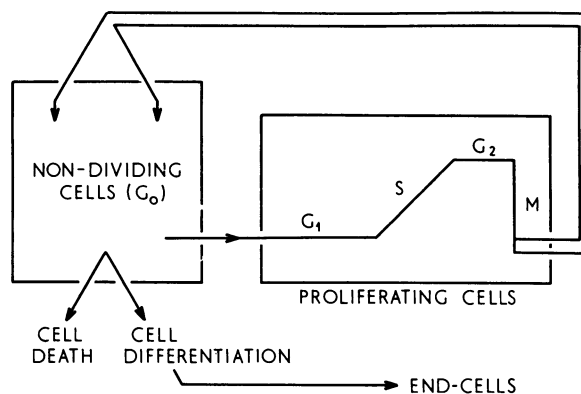 NON-DIVIDING
CELLS (G₀)
G₁
S
G₂
M
PROLIFERATING CELLS
CELL
DEATH
CELL
DIFFERENTIATION
END-CELLS